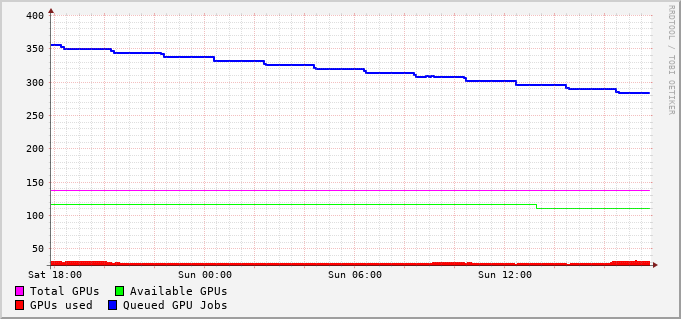 400
350
300
250
200
150
100
50
Sat 18:00 Sun 00:00 Sun 06:00 Sun 12:00
Total GPUs Available GPUs
GPUs used Queued GPU Jobs
RRDTOOL / TOBI OETIKER